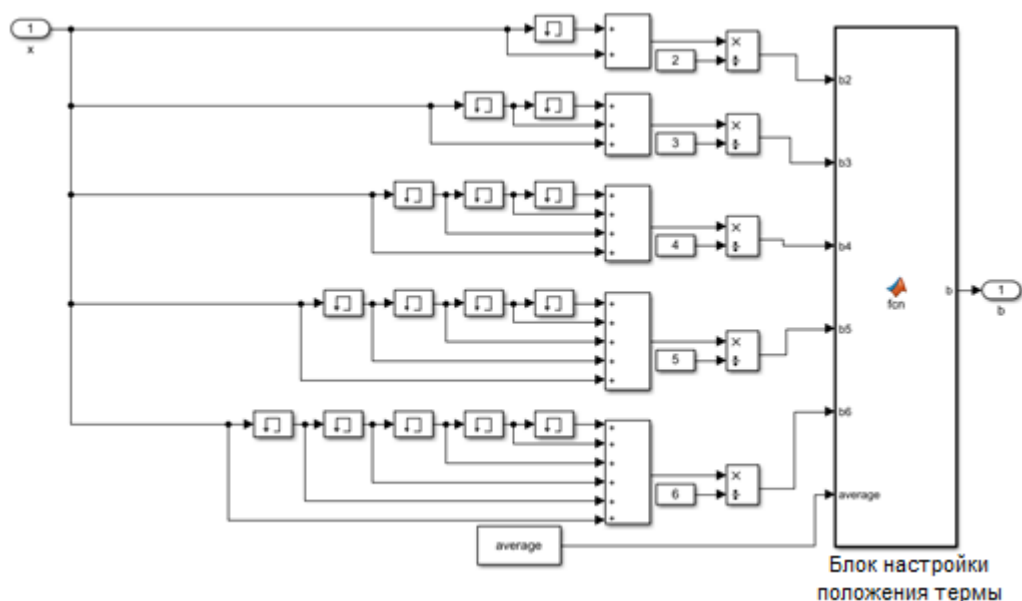 1
x
+
+
×
÷
2
b2
+
+
+
×
÷
3
b3
+
+
+
+
×
÷
4
b4
fcn
b
1
b
+
+
+
+
+
×
÷
5
b5
+
+
+
+
+
+
×
÷
6
b6
average
average
Блок настройки
положения термы